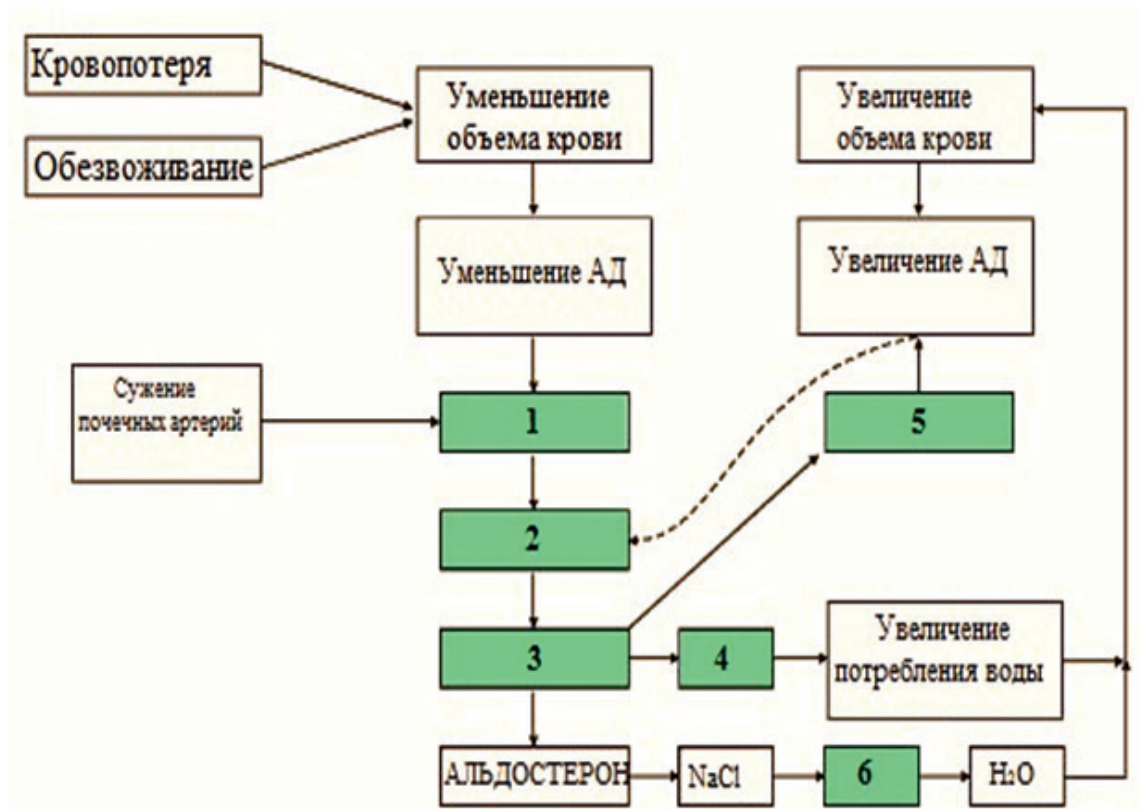 Кровопотеря
Обезвоживание
Уменьшение
объема крови
Увеличение
объема крови
Уменьшение АД
Увеличение АД
Сужение
почечных артерий
1
5
2
3
4
Увеличение
потребления воды
АЛЬДОСТЕРОН
NaCl
6
H₂O